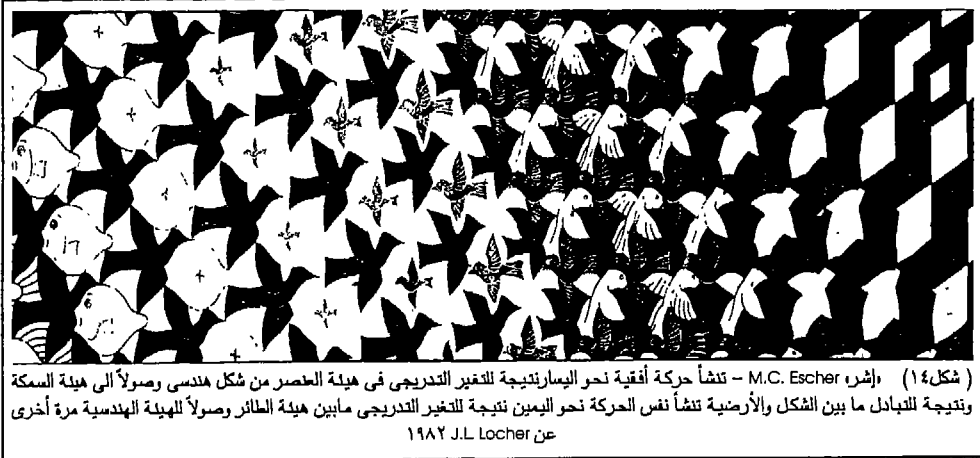 ( شكل١٤) «إشر» M.C. Escher – تنشأ حركة أفقية نحو اليسارنتيجة للتغير التدريجى فى هيئة العنصر من شكل هندسى وصولاً الى هيئة السمكة
ونتيجة للتبادل ما بين الشكل والأرضية تنشأ نفس الحركة نحو اليمين نتيجة للتغير التدريجى مابين هيئة الطائر وصولاً للهيئة الهندسية مرة أخرى
عن J.L Locher ١٩٨٢